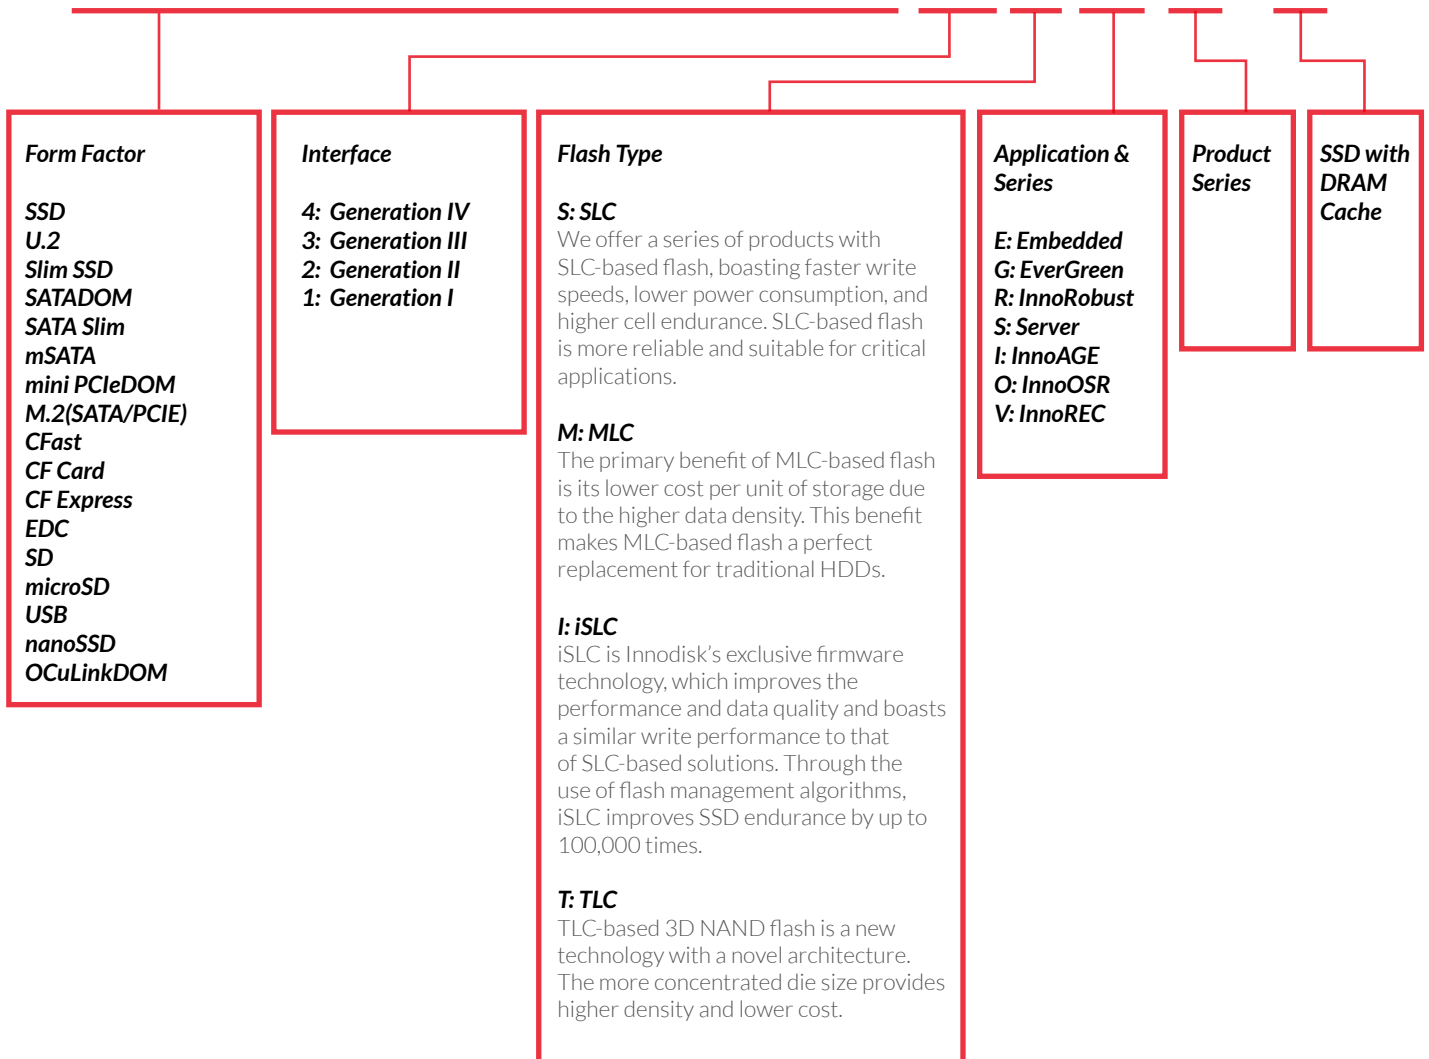 Form Factor
SSD
U.2
Slim SSD
SATADOM
SATA Slim
mSATA
mini PCIeDOM
M.2(SATA/PCIE)
CFast
CF Card
CF Express
EDC
SD
microSD
USB
nanoSSD
OCuLinkDOM
Interface
4: Generation IV
3: Generation III
2: Generation II
1: Generation I
Flash Type
S: SLC
We offer a series of products with
SLC-based flash, boasting faster write
speeds, lower power consumption, and
higher cell endurance. SLC-based flash
is more reliable and suitable for critical
applications.
M: MLC
The primary benefit of MLC-based flash
is its lower cost per unit of storage due
to the higher data density. This benefit
makes MLC-based flash a perfect
replacement for traditional HDDs.
I: iSLC
iSLC is Innodisk’s exclusive firmware
technology, which improves the
performance and data quality and boasts
a similar write performance to that
of SLC-based solutions. Through the
use of flash management algorithms,
iSLC improves SSD endurance by up to
100,000 times.
T: TLC
TLC-based 3D NAND flash is a new
technology with a novel architecture.
The more concentrated die size provides
higher density and lower cost.
Application &
Series
E: Embedded
G: EverGreen
R: InnoRobust
S: Server
I: InnoAGE
O: InnoOSR
V: InnoREC
Product
Series
SSD with
DRAM
Cache